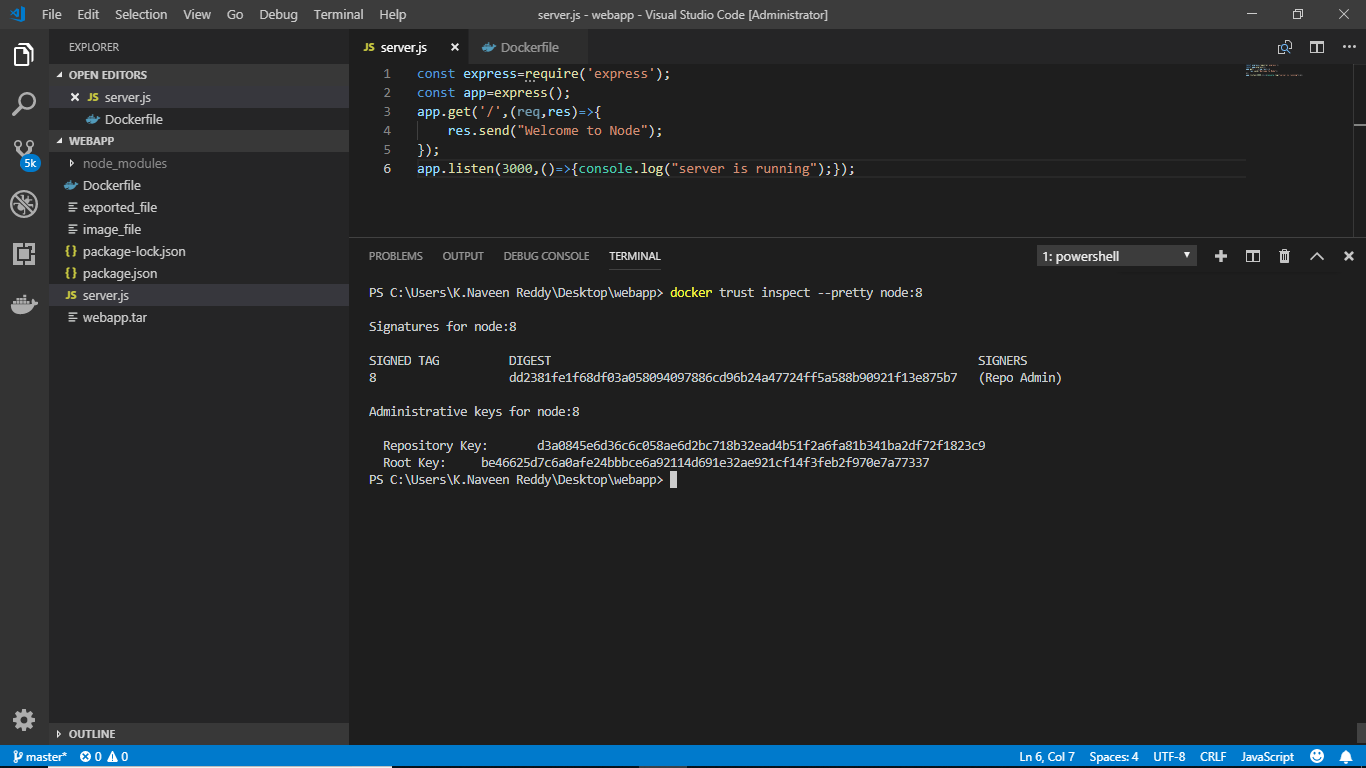 File Edit Selection View Go Debug Terminal Help server.js - webapp - Visual Studio Code [Administrator]
EXPLORER
OPEN EDITORS
JS server.js
Dockerfile
WEBAPP
node_modules
Dockerfile
exported_file
image_file
{} package-lock.json
{} package.json
JS server.js
webapp.tar
OUTLINE
5k
JS server.js Dockerfile
1 const express=require('express');
2 const app=express();
3 app.get('/',(req,res)=>{
4 res.send("Welcome to Node");
5 });
6 app.listen(3000,()=>{console.log("server is running");});
PROBLEMS OUTPUT DEBUG CONSOLE TERMINAL 1: powershell
PS C:\Users\K.Naveen Reddy\Desktop\webapp> docker trust inspect --pretty node:8
Signatures for node:8
SIGNED TAG DIGEST SIGNERS
8 dd2381fe1f68df03a058094097886cd96b24a47724ff5a588b90921f13e875b7 (Repo Admin)
Administrative keys for node:8
Repository Key: d3a0845e6d36c6c058ae6d2bc718b32ead4b51f2a6fa81b341ba2df72f1823c9
Root Key: be46625d7c6a0afe24bbbce6a92114d691e32ae921cf14f3feb2f970e7a77337
PS C:\Users\K.Naveen Reddy\Desktop\webapp>
master* 0 0 Ln 6, Col 7 Spaces: 4 UTF-8 CRLF JavaScript